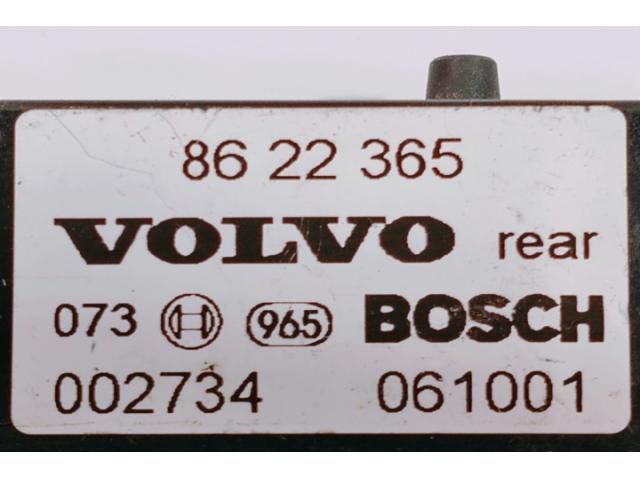 86 22 365
VOLVO rear
073 965 BOSCH
002734 061001